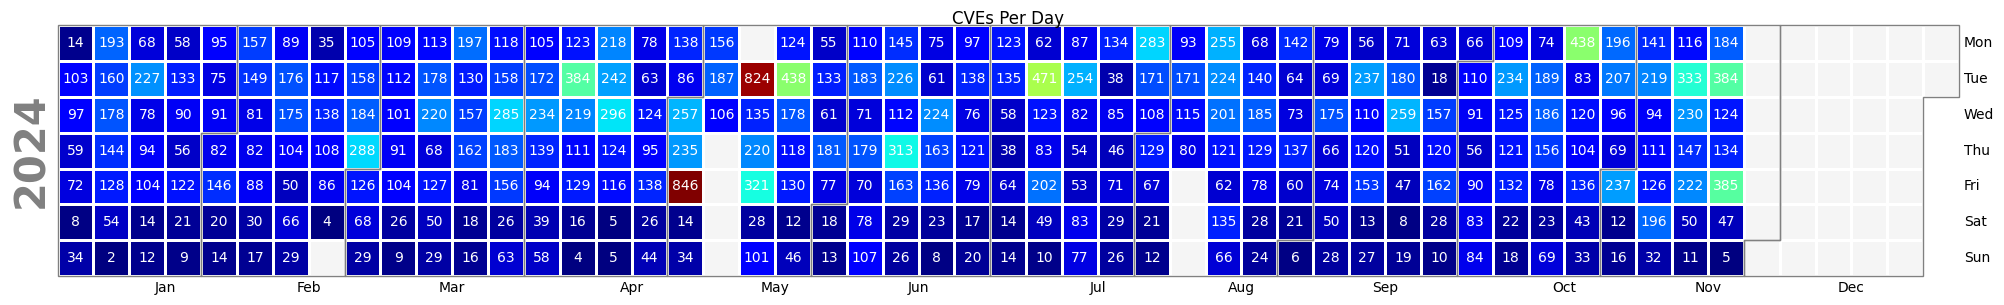 CVEs Per Day
2024
14 193 68 58 95 157 89 35 105 109 113 197 118 105 123 218 78 138 156 124 55 110 145 75 97 123 62 87 134 283 93 255 68 142 79 56 71 63 66 109 74 438 196 141 116 184 Mon
103 160 227 133 75 149 176 117 158 112 178 130 158 172 384 242 63 86 187 824 438 133 183 226 61 138 135 471 254 38 171 171 224 140 64 69 237 180 18 110 234 189 83 207 219 333 384 Tue
97 178 78 90 91 81 175 138 184 101 220 157 285 234 219 296 124 257 106 135 178 61 71 112 224 76 58 123 82 85 108 115 201 185 73 175 110 259 157 91 125 186 120 96 94 230 124 Wed
59 144 94 56 82 82 104 108 288 91 68 162 183 139 111 124 95 235 220 118 181 179 313 163 121 38 83 54 46 129 80 121 129 137 66 120 51 120 56 121 156 104 69 111 147 134 Thu
72 128 104 122 146 88 50 86 126 104 127 81 156 94 129 116 138 846 321 130 77 70 163 136 79 64 202 53 71 67 62 78 60 74 153 47 162 90 132 78 136 237 126 222 385 Fri
8 54 14 21 20 30 66 4 68 26 50 18 26 39 16 5 26 14 28 12 18 78 29 23 17 14 49 83 29 21 135 28 21 50 13 8 28 83 22 23 43 12 196 50 47 Sat
34 2 12 9 14 17 29 29 9 29 16 63 58 4 5 44 34 101 46 13 107 26 8 20 14 10 77 26 12 66 24 6 28 27 19 10 84 18 69 33 16 32 11 5 Sun
Jan Feb Mar Apr May Jun Jul Aug Sep Oct Nov Dec